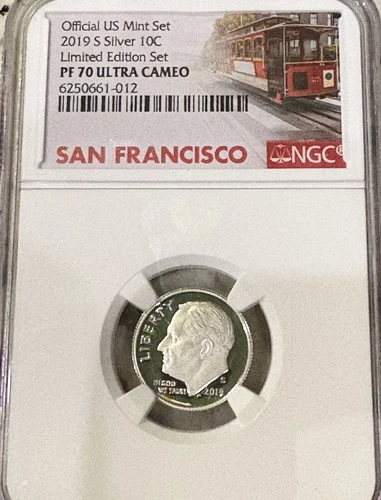 Official US Mint Set
2019 S Silver 10C
Limited Edition Set
PF 70 ULTRA CAMEO
6250661-012
SAN FRANCISCO
NGC®
LIBERTY
IN GOD
WE TRUST
S
2019